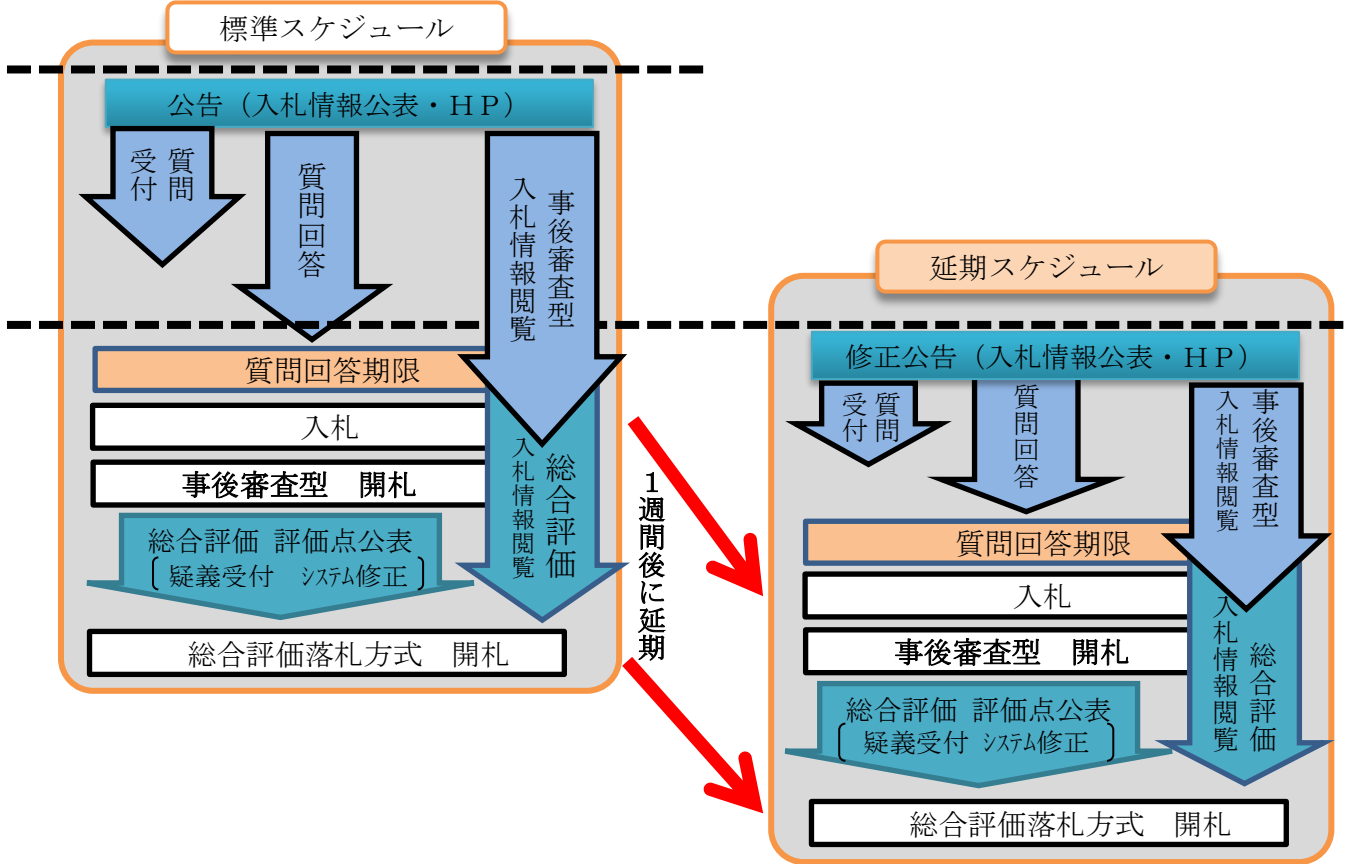 標準スケジュール
公告（入札情報公表・ＨＰ）
質問
受付
質問回答
事後審査型
入札情報閲覧
質問回答期限
入札
事後審査型　開札
総合評価 評価点公表
〔疑義受付　ｼｽﾃﾑ修正〕
総合評価
入札情報閲覧
総合評価落札方式　開札
１週間後に延期
延期スケジュール
修正公告（入札情報公表・ＨＰ）
質問
受付
質問回答
事後審査型
入札情報閲覧
質問回答期限
入札
事後審査型　開札
総合評価 評価点公表
〔疑義受付　ｼｽﾃﾑ修正〕
総合評価
入札情報閲覧
総合評価落札方式　開札